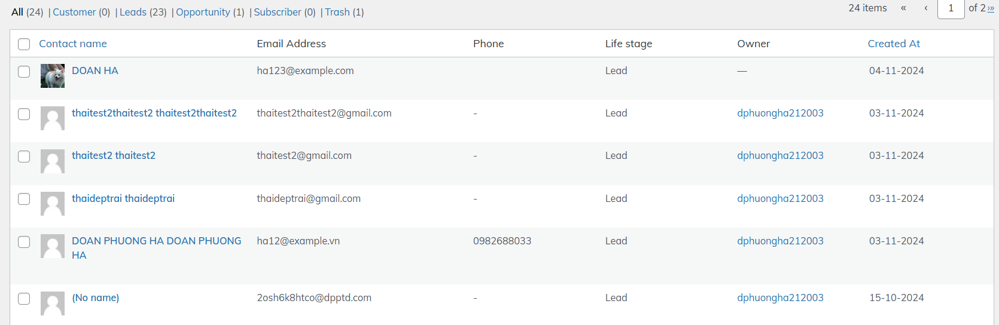 All (24) | Customer (0) | Leads (23) | Opportunity (1) | Subscriber (0) | Trash (1)
24 items « ‹ 1 of 2 ›»
Contact name Email Address Phone Life stage Owner Created At
DOAN HA ha123@example.com Lead — 04-11-2024
thaitest2thaitest2 thaitest2thaitest2 thaitest2thaitest2@gmail.com - Lead dphuongha212003 03-11-2024
thaitest2 thaitest2 thaitest2@gmail.com - Lead dphuongha212003 03-11-2024
thaideptrai thaideptrai thaideptrai@gmail.com - Lead dphuongha212003 03-11-2024
DOAN PHUONG HA DOAN PHUONG ha12@example.vn 0982688033 Lead dphuongha212003 03-11-2024
HA
(No name) 2osh6k8htco@dpptd.com - Lead dphuongha212003 15-10-2024